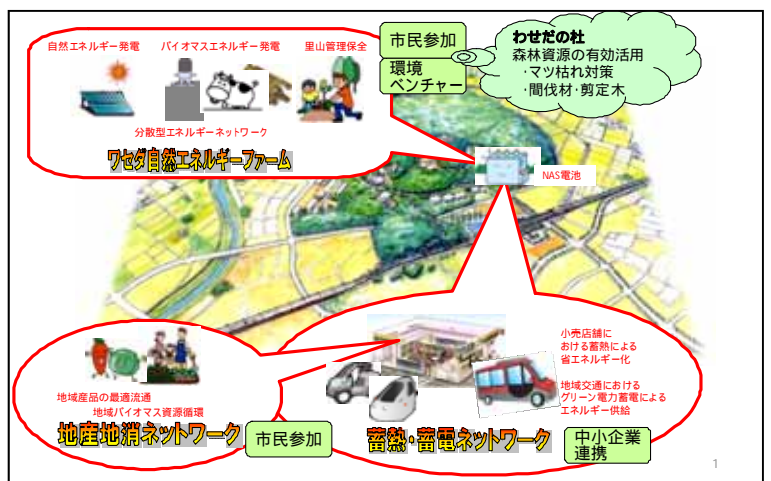 自然エネルギー発電
バイオマスエネルギー発電
里山管理保全
分散型エネルギーネットワーク
ワセダ自然エネルギーファーム
市民参加
環境
ベンチャー
わせだの杜
森林資源の有効活用
・マツ枯れ対策
・間伐材・剪定木
NAS電池
小売店舗に
おける蓄熱による
省エネルギー化
地域交通における
グリーン電力蓄電による
エネルギー供給
地域産品の最適流通
地域バイオマス資源循環
地産地消ネットワーク
市民参加
蓄熱・蓄電ネットワーク
中小企業
連携
1